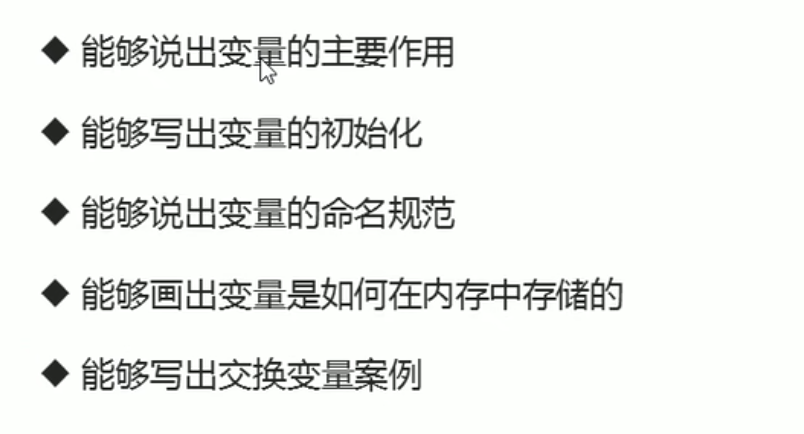 ◆ 能够说出变量的主要作用
◆ 能够写出变量的初始化
◆ 能够说出变量的命名规范
◆ 能够画出变量是如何在内存中存储的
◆ 能够写出交换变量案例